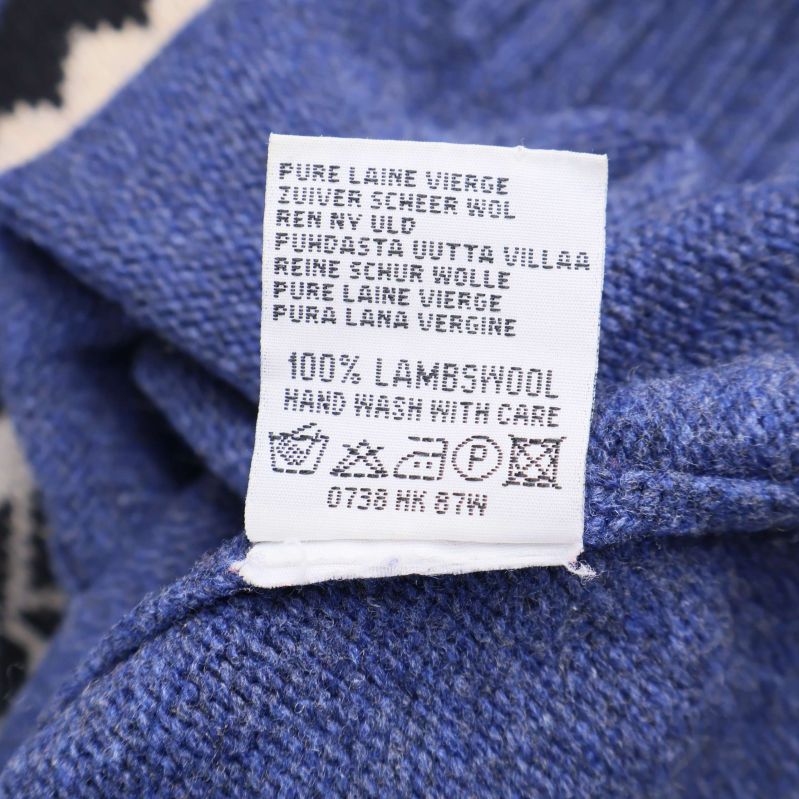 PURE LAINE VIERGE
ZUIVER SCHEER WOL
REN NY ULD
PUHDASTA UUTTA VILLAA
REINE SCHUR WOLLE
PURE LAINE VIERGE
PURA LANA VERGINE
100% LAMBSWOOL
HAND WASH WITH CARE
P
0738 HK 87W